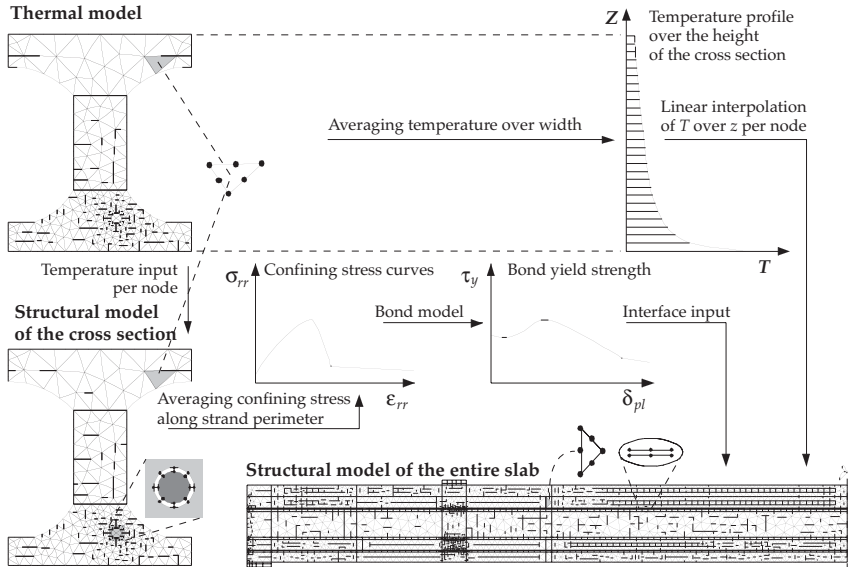 Thermal model
Z
Temperature profile
over the height
of the cross section
Averaging temperature over width
Linear interpolation
of T over z per node
T
Temperature input
per node
Structural model
of the cross section
σrr
Confining stress curves
εrr
Bond model
τy
Bond yield strength
δpl
Interface input
Averaging confining stress
along strand perimeter
Structural model of the entire slab